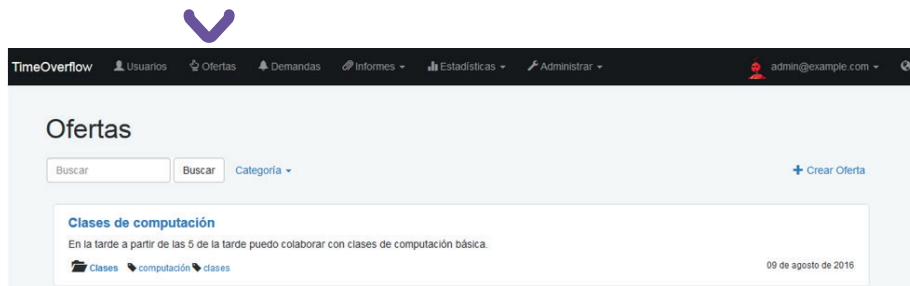 TimeOverflow Usuarios Ofertas Demandas Informes Estadísticas Administrar admin@example.com
Ofertas
Buscar Buscar Categoría + Crear Oferta
Clases de computación
En la tarde a partir de las 5 de la tarde puedo colaborar con clases de computación básica.
Clases computación clases 09 de agosto de 2016